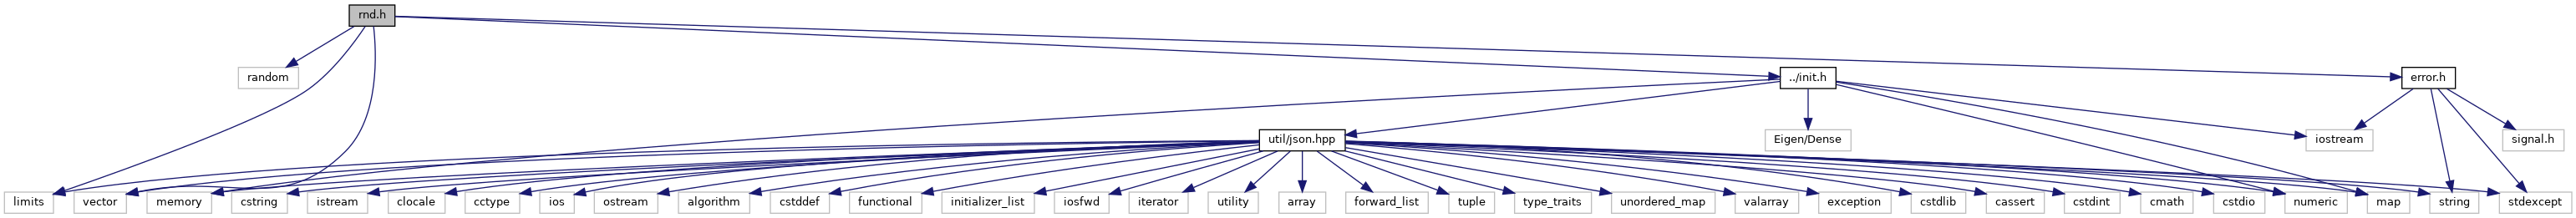 rnd.h
random
../init.h
error.h
util/json.hpp
Eigen/Dense
iostream
signal.h
limits
vector
memory
cstring
istream
clocale
cctype
ios
ostream
algorithm
cstddef
functional
initializer_list
iosfwd
iterator
utility
array
forward_list
tuple
type_traits
unordered_map
valarray
exception
cstdlib
cassert
cstdint
cmath
cstdio
numeric
map
string
stdexcept